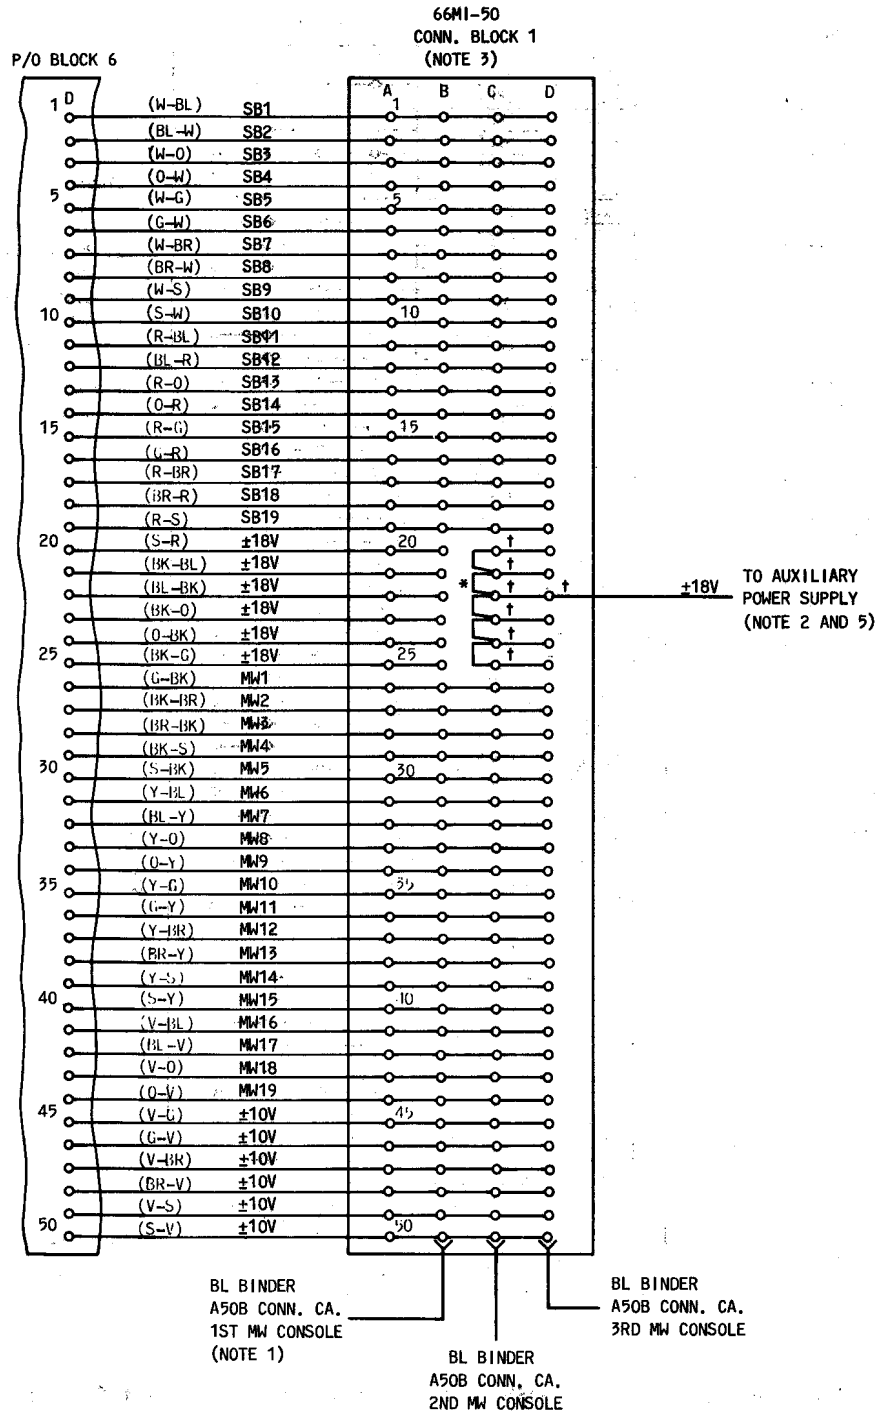 66MI-50
CONN. BLOCK 1
(NOTE 3)
P/O BLOCK 6
D A B C D
1 (W-BL) SB1 1
(BL-W) SB2
(W-O) SB3
(O-W) SB4
5 (W-G) SB5 5
(G-W) SB6
(W-BR) SB7
(BR-W) SB8
(W-S) SB9
10 (S-W) SB10 10
(R-BL) SB11
(BL-R) SB12
(R-O) SB13
(O-R) SB14
15 (R-G) SB15 15
(G-R) SB16
(R-BR) SB17
(BR-R) SB18
(R-S) SB19
20 (S-R) ±18V 20 †
(BK-BL) ±18V †
(BL-BK) ±18V * † † ±18V
(BK-O) ±18V †
(O-BK) ±18V †
25 (BK-G) ±18V 25 †
TO AUXILIARY
POWER SUPPLY
(NOTE 2 AND 5)
(G-BK) MW1
(BK-BR) MW2
(BR-BK) MW3
(BK-S) MW4
30 (S-BK) MW5 30
(Y-BL) MW6
(BL-Y) MW7
(Y-O) MW8
(O-Y) MW9
35 (Y-G) MW10 35
(G-Y) MW11
(Y-BR) MW12
(BR-Y) MW13
(Y-S) MW14
40 (S-Y) MW15 40
(V-BL) MW16
(BL-V) MW17
(V-O) MW18
(O-V) MW19
45 (V-G) ±10V 45
(G-V) ±10V
(V-BR) ±10V
(BR-V) ±10V
(V-S) ±10V
50 (S-V) ±10V 50
BL BINDER
A50B CONN. CA.
1ST MW CONSOLE
(NOTE 1)
BL BINDER
A50B CONN. CA.
2ND MW CONSOLE
BL BINDER
A50B CONN. CA.
3RD MW CONSOLE